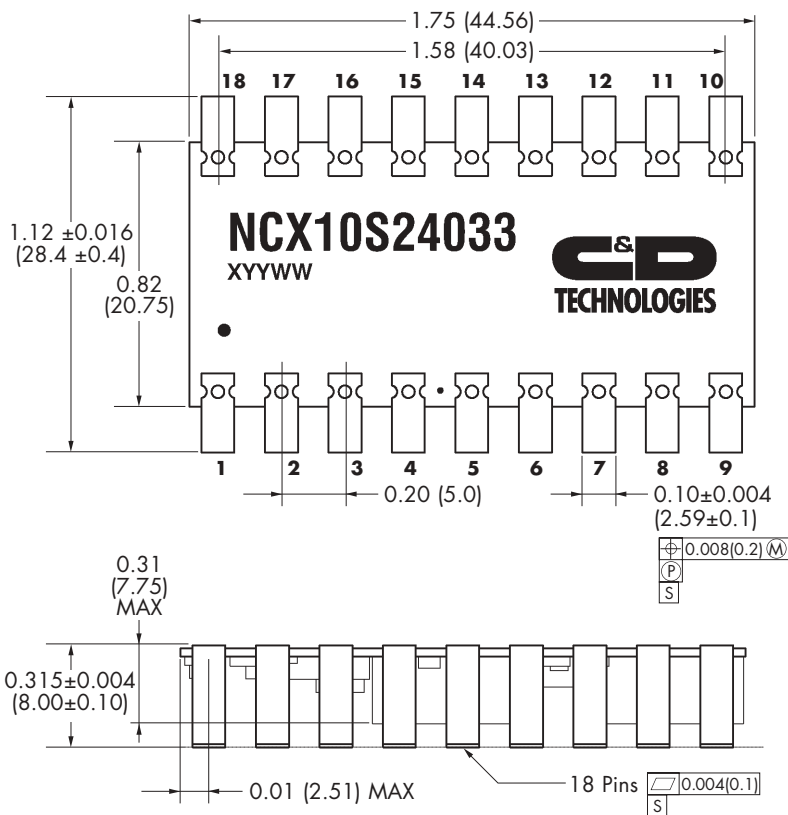 1.75 (44.56)
1.58 (40.03)
18 17 16 15 14 13 12 11 10
1.12 ±0.016
(28.4 ±0.4)
0.82
(20.75)
NCX10S24033
XYYWW
C&D
TECHNOLOGIES
1 2 3 4 5 6 7 8 9
0.20 (5.0)
0.10±0.004
(2.59±0.1)
⌖ 0.008(0.2) Ⓜ
Ⓟ
S
0.31
(7.75)
MAX
0.315±0.004
(8.00±0.10)
0.01 (2.51) MAX
18 Pins
⏥ 0.004(0.1)
S